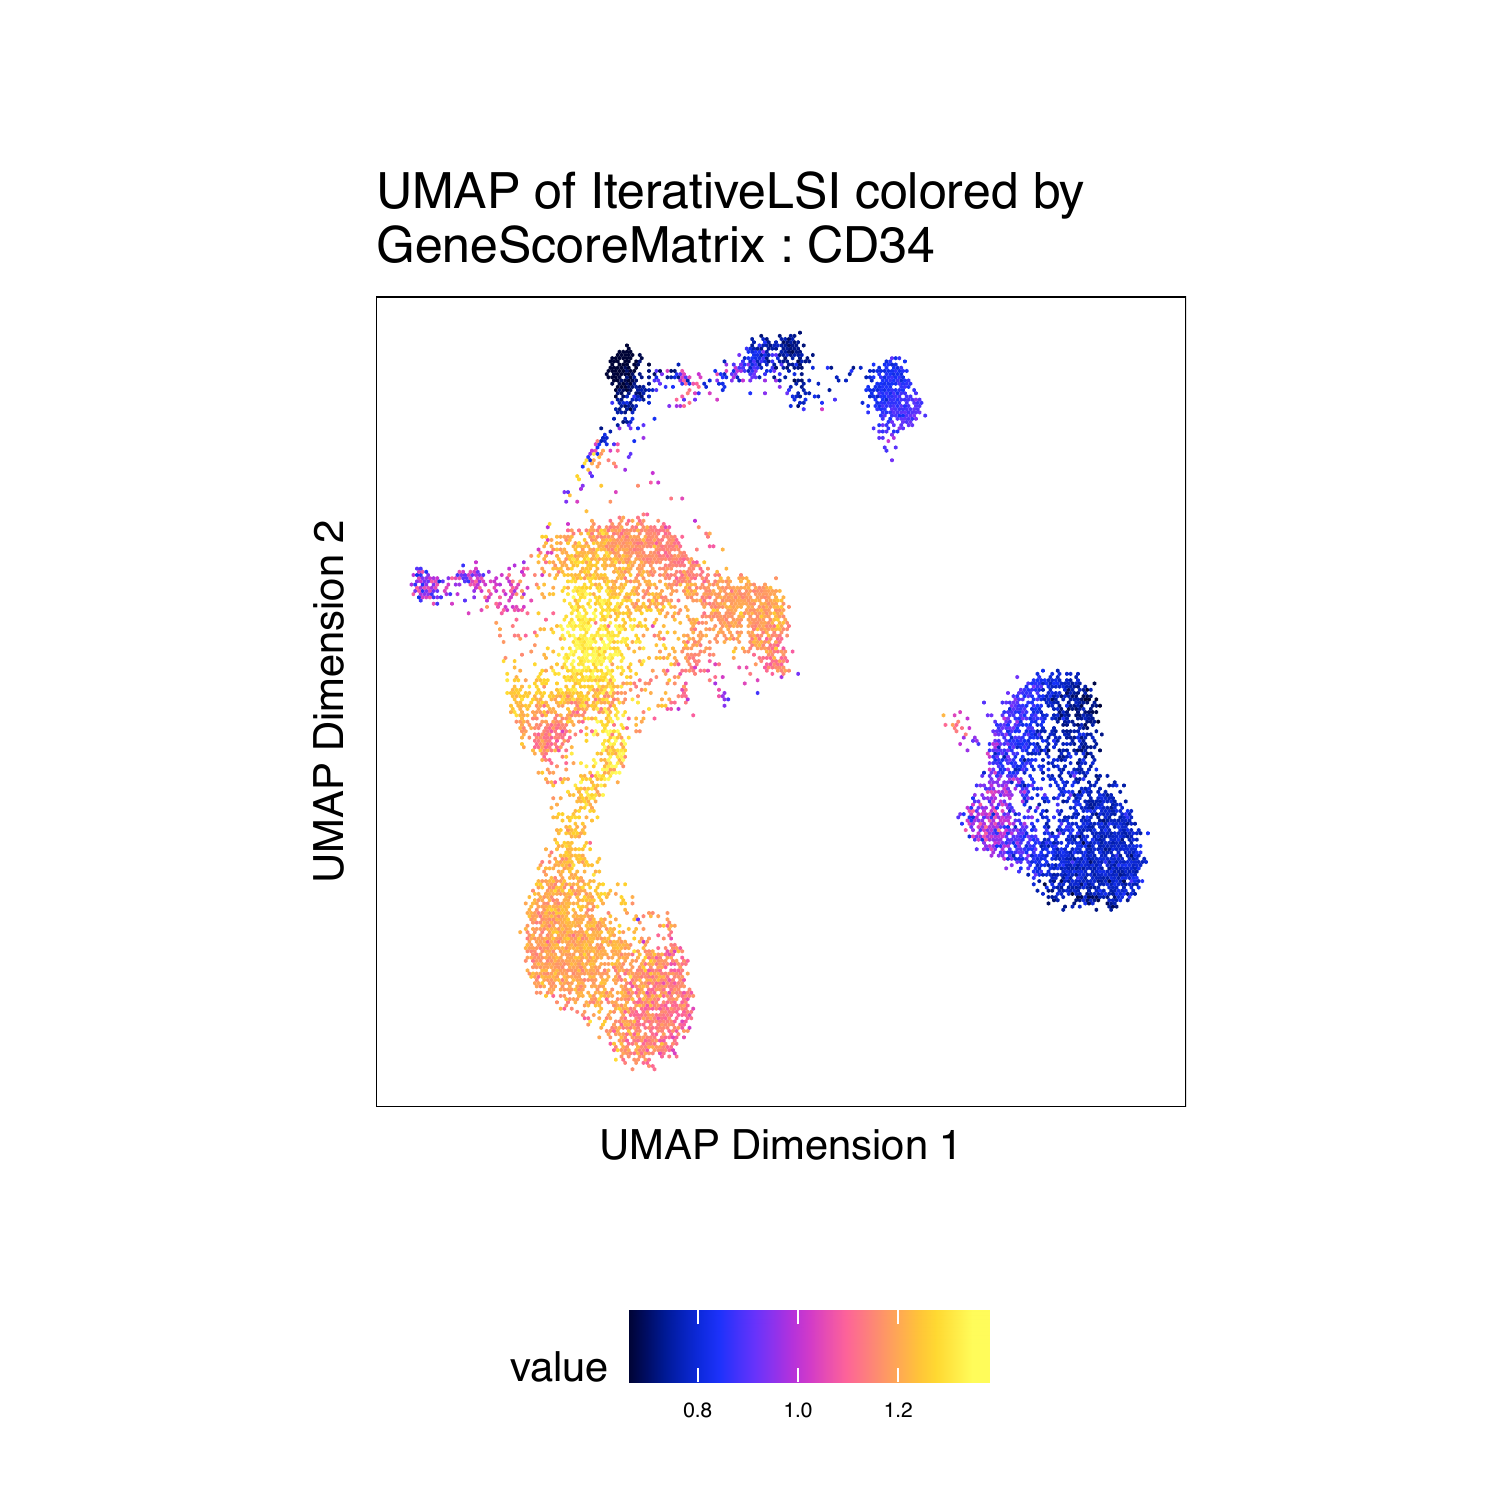 UMAP of IterativeLSI colored by
GeneScoreMatrix : CD34
UMAP Dimension 2
UMAP Dimension 1
value
0.8 1.0 1.2